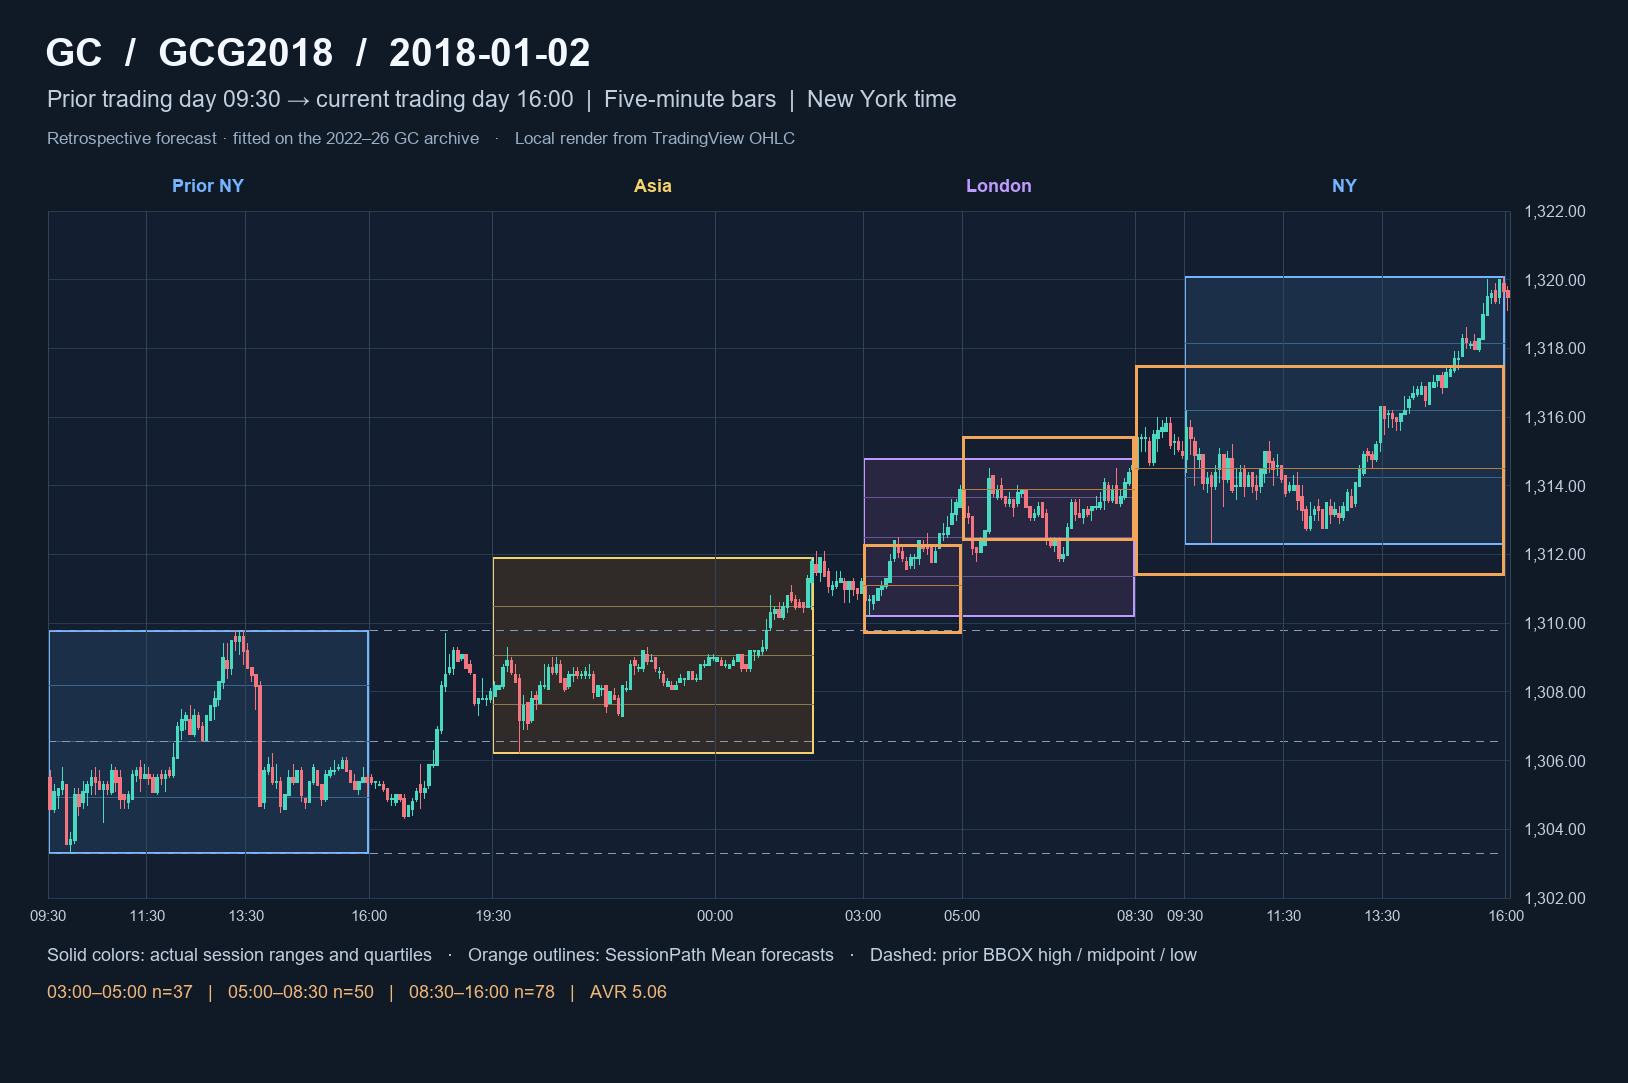 GC / GCG2018 / 2018-01-02
Prior trading day 09:30 → current trading day 16:00 | Five-minute bars | New York time
Retrospective forecast · fitted on the 2022–26 GC archive · Local render from TradingView OHLC
Prior NY Asia London NY
1,322.00
1,320.00
1,318.00
1,316.00
1,314.00
1,312.00
1,310.00
1,308.00
1,306.00
1,304.00
1,302.00
09:30 11:30 13:30 16:00 19:30 00:00 03:00 05:00 08:30 09:30 11:30 13:30 16:00
Solid colors: actual session ranges and quartiles · Orange outlines: SessionPath Mean forecasts · Dashed: prior BBOX high / midpoint / low
03:00–05:00 n=37 | 05:00–08:30 n=50 | 08:30–16:00 n=78 | AVR 5.06